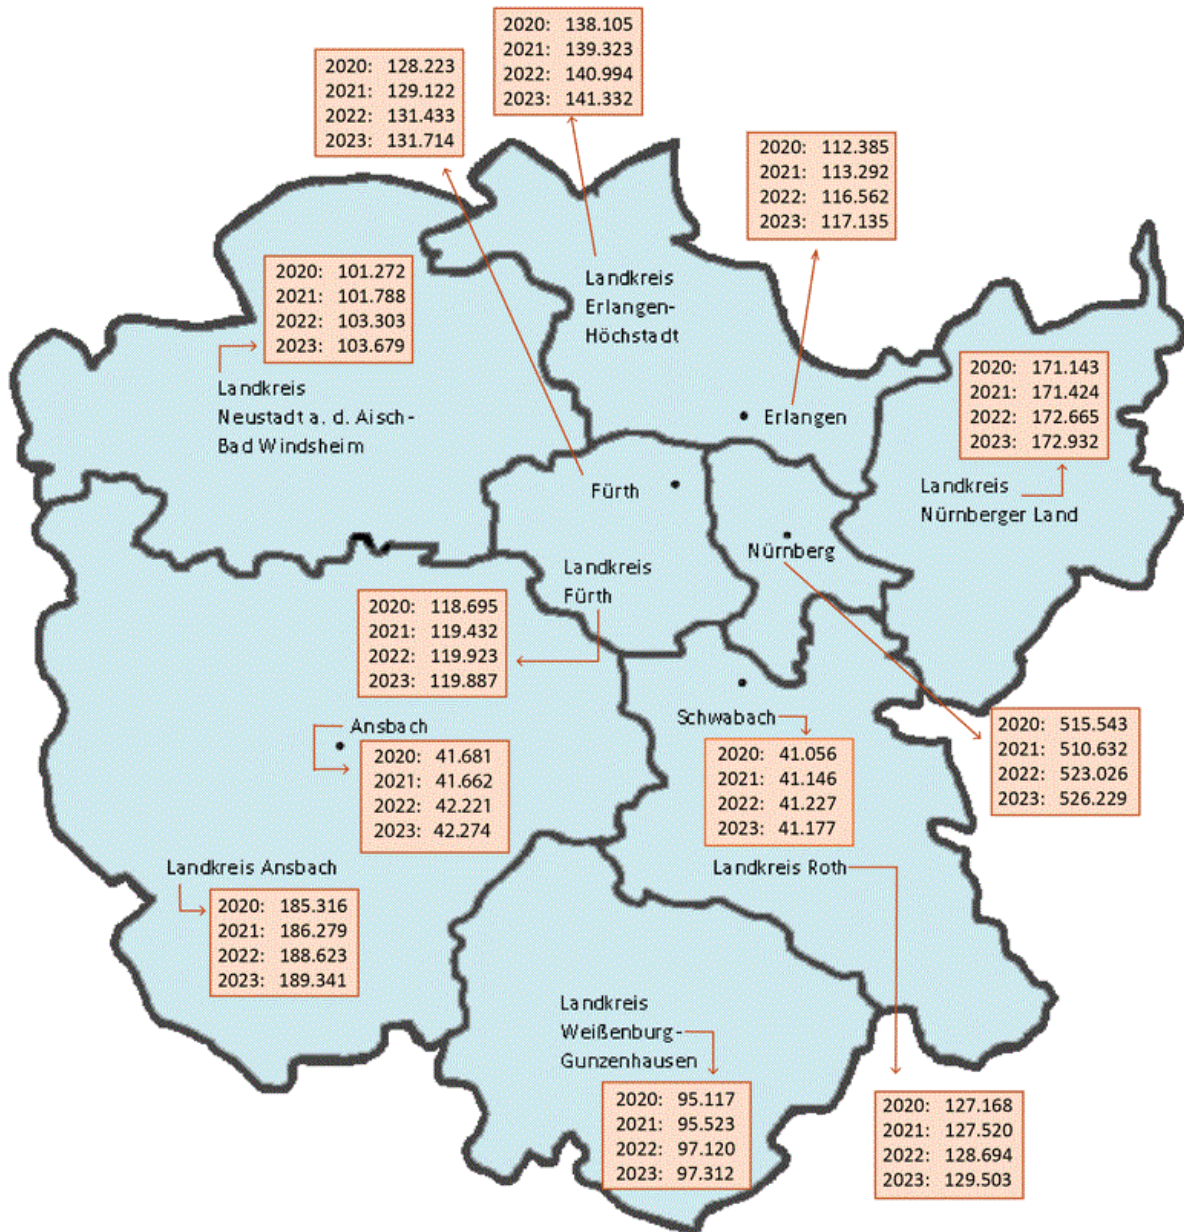 2020: 138.105
2021: 139.323
2022: 140.994
2023: 141.332
2020: 128.223
2021: 129.122
2022: 131.433
2023: 131.714
2020: 112.385
2021: 113.292
2022: 116.562
2023: 117.135
2020: 101.272
2021: 101.788
2022: 103.303
2023: 103.679
Landkreis
Neustadt a. d. Aisch-
Bad Windsheim
Landkreis
Erlangen-
Höchstadt
Erlangen
2020: 171.143
2021: 171.424
2022: 172.665
2023: 172.932
Landkreis
Nürnberger Land
Fürth
Nürnberg
Landkreis
Fürth
2020: 118.695
2021: 119.432
2022: 119.923
2023: 119.887
Ansbach
2020: 41.681
2021: 41.662
2022: 42.221
2023: 42.274
Schwabach
2020: 41.056
2021: 41.146
2022: 41.227
2023: 41.177
2020: 515.543
2021: 510.632
2022: 523.026
2023: 526.229
Landkreis Ansbach
2020: 185.316
2021: 186.279
2022: 188.623
2023: 189.341
Landkreis Roth
Landkreis
Weißenburg-
Gunzenhausen
2020: 95.117
2021: 95.523
2022: 97.120
2023: 97.312
2020: 127.168
2021: 127.520
2022: 128.694
2023: 129.503